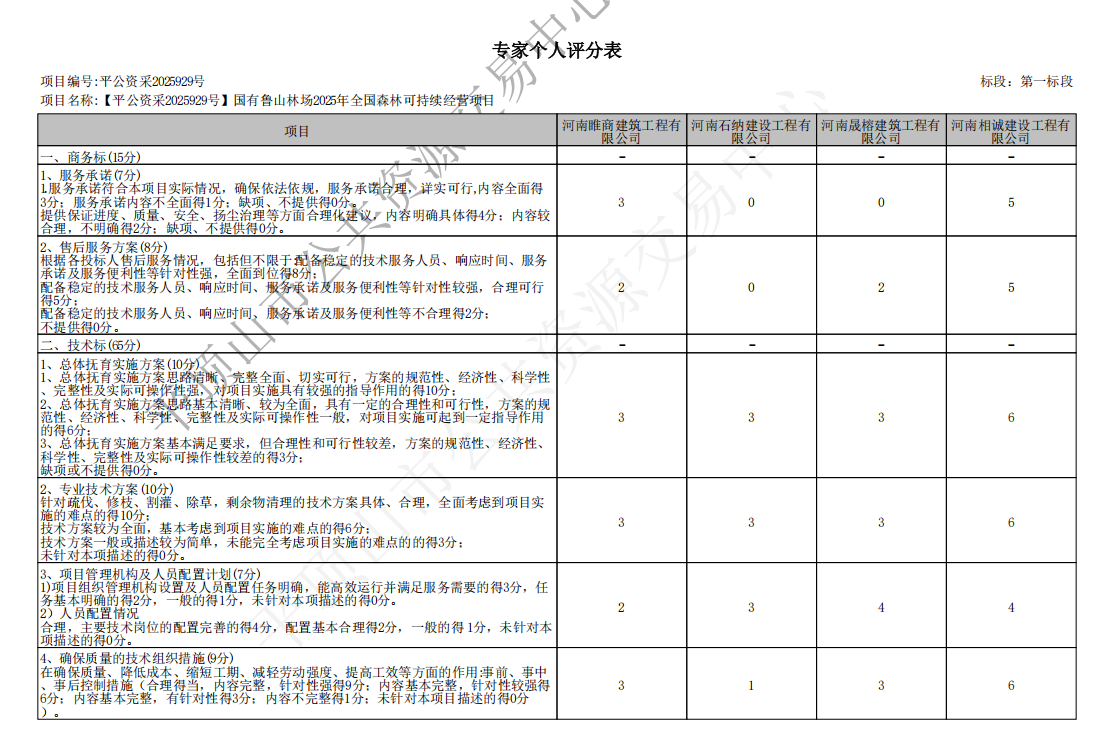 专家个人评分表
项目编号:平公资采2025929号
标段：第一标段
项目名称:【平公资采2025929号】国有鲁山林场2025年全国森林可持续经营项目
项目
河南睢商建筑工程有限公司
河南石纳建设工程有限公司
河南晟榕建筑工程有限公司
河南相诚建设工程有限公司
一、商务标(15分)
－ － － －
1、服务承诺(7分)
1.服务承诺符合本项目实际情况，确保依法依规，服务承诺合理，详实可行,内容全面得
3分；服务承诺内容不全面得1分；缺项、不提供得0分。
提供保证进度、质量、安全、扬尘治理等方面合理化建议，内容明确具体得4分；内容较
合理，不明确得2分；缺项、不提供得0分。
3 0 0 5
2、售后服务方案(8分)
根据各投标人售后服务情况，包括但不限于:配备稳定的技术服务人员、响应时间、服务
承诺及服务便利性等针对性强，全面到位得8分；
配备稳定的技术服务人员、响应时间、服务承诺及服务便利性等针对性较强，合理可行
得5分；
配备稳定的技术服务人员、响应时间、服务承诺及服务便利性等不合理得2分；
不提供得0分。
2 0 2 5
二、技术标(65分)
－ － － －
1、总体抚育实施方案(10分)
1、总体抚育实施方案思路清晰、完整全面、切实可行，方案的规范性、经济性、科学性
、完整性及实际可操作性强，对项目实施具有较强的指导作用的得10分；
2、总体抚育实施方案思路基本清晰、较为全面，具有一定的合理性和可行性，方案的规
范性、经济性、科学性、完整性及实际可操作性一般，对项目实施可起到一定指导作用
的得6分；
3、总体抚育实施方案基本满足要求，但合理性和可行性较差，方案的规范性、经济性、
科学性、完整性及实际可操作性较差的得3分；
缺项或不提供得0分。
3 3 3 6
2、专业技术方案(10分)
针对疏伐、修枝、割灌、除草，剩余物清理的技术方案具体、合理，全面考虑到项目实
施的难点的得10分；
技术方案较为全面，基本考虑到项目实施的难点的得6分；
技术方案一般或描述较为简单，未能完全考虑项目实施的难点的的得3分；
未针对本项描述的得0分。
3 3 3 6
3、项目管理机构及人员配置计划(7分)
1)项目组织管理机构设置及人员配置任务明确，能高效运行并满足服务需要的得3分，任
务基本明确的得2分，一般的得1分，未针对本项描述的得0分。
2）人员配置情况
合理，主要技术岗位的配置完善的得4分，配置基本合理得2分，一般的得 1分，未针对本
项描述的得0分。
2 3 4 4
4、确保质量的技术组织措施(9分)
在确保质量、降低成本、缩短工期、减轻劳动强度、提高工效等方面的作用:事前、事中
、事后控制措施（合理得当，内容完整，针对性强得9分；内容基本完整，针对性较强得
6分；内容基本完整，有针对性得3分；内容不完整得1分；未针对本项目描述的得0分
）。
3 1 3 6
平顶山市公共资源交易中心
平顶山市公共资源交易中心